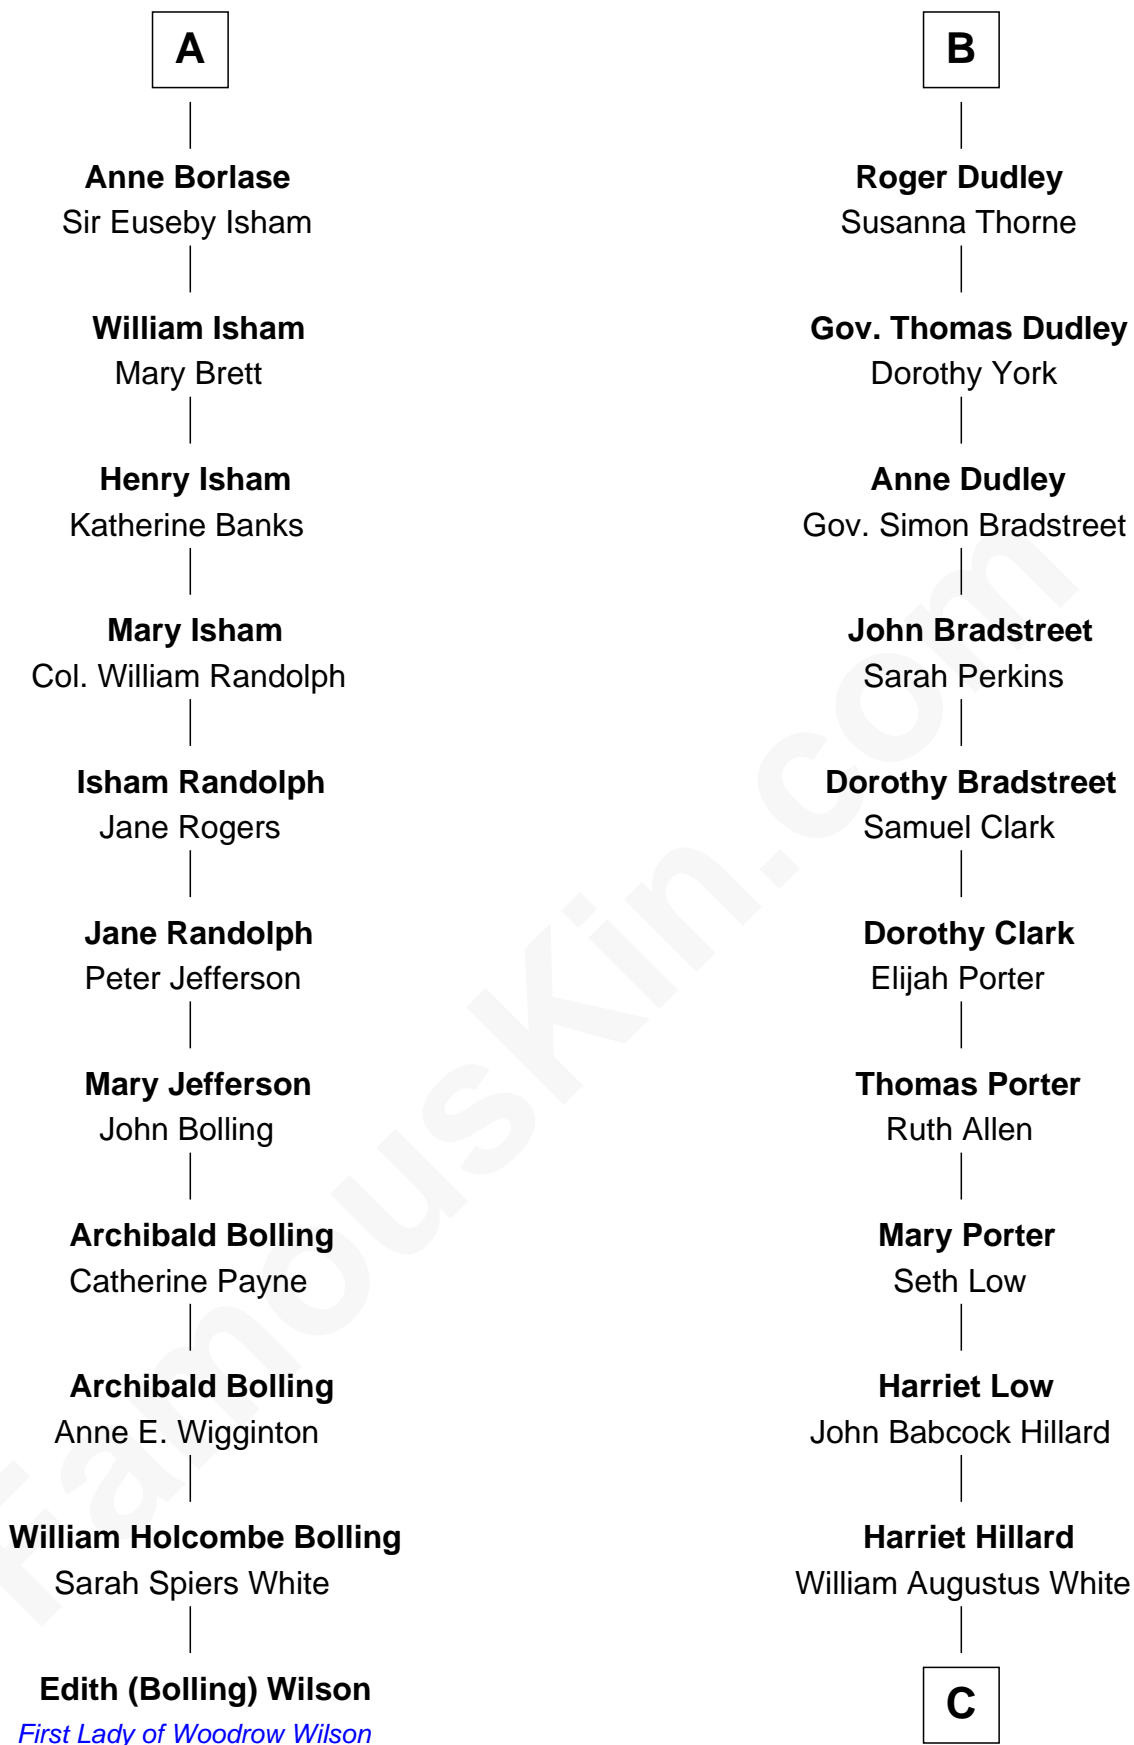 A
Anne Borlase
Sir Euseby Isham
William Isham
Mary Brett
Henry Isham
Katherine Banks
Mary Isham
Col. William Randolph
Isham Randolph
Jane Rogers
Jane Randolph
Peter Jefferson
Mary Jefferson
John Bolling
Archibald Bolling
Catherine Payne
Archibald Bolling
Anne E. Wigginton
William Holcombe Bolling
Sarah Spiers White
Edith (Bolling) Wilson
First Lady of Woodrow Wilson
B
Roger Dudley
Susanna Thorne
Gov. Thomas Dudley
Dorothy York
Anne Dudley
Gov. Simon Bradstreet
John Bradstreet
Sarah Perkins
Dorothy Bradstreet
Samuel Clark
Dorothy Clark
Elijah Porter
Thomas Porter
Ruth Allen
Mary Porter
Seth Low
Harriet Low
John Babcock Hillard
Harriet Hillard
William Augustus White
C
FamousKin.com